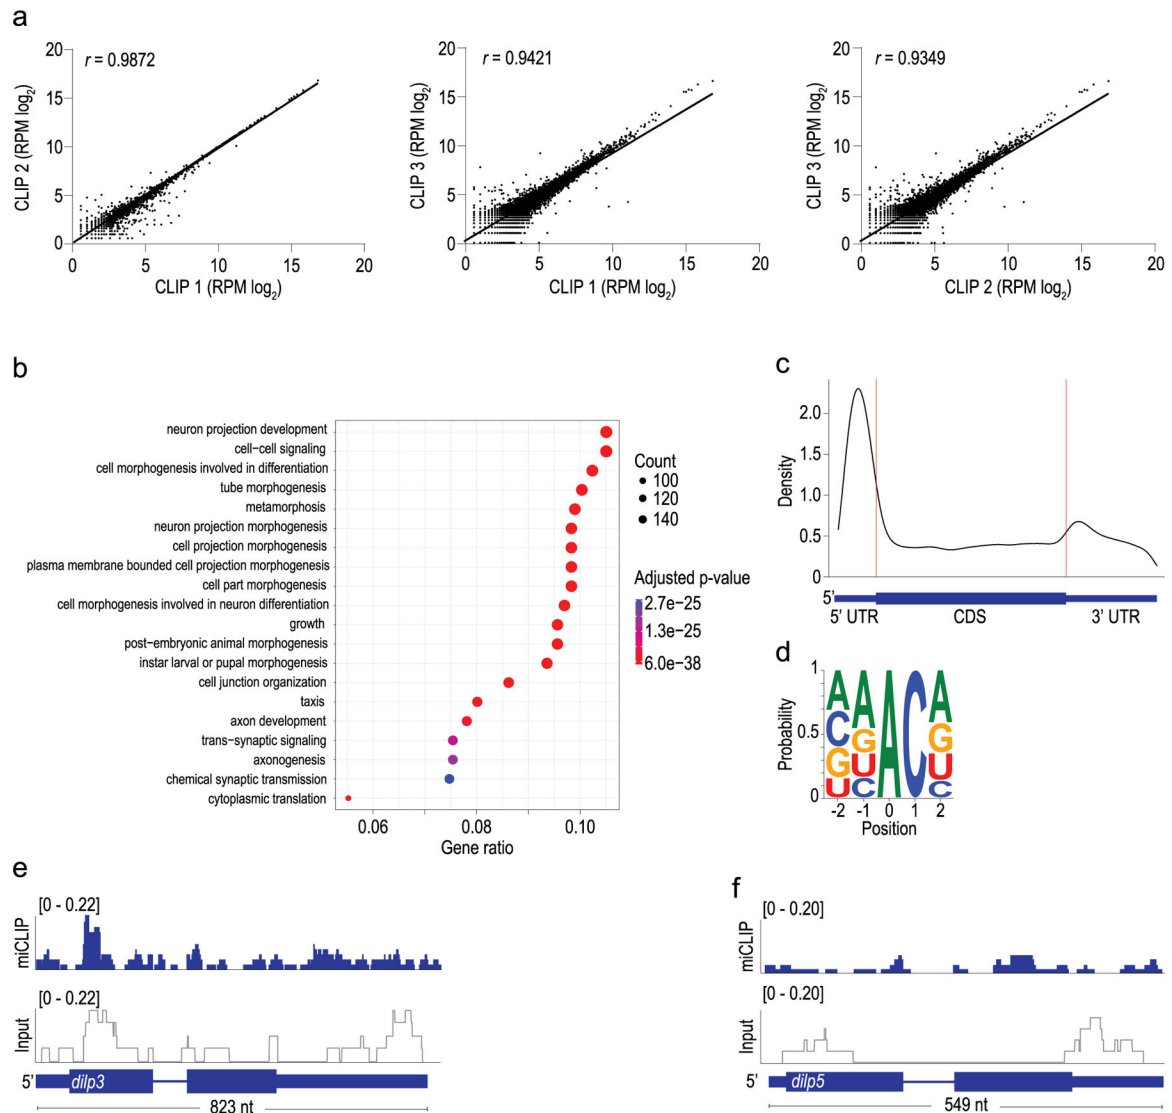 a
r = 0.9872
CLIP 2 (RPM log2)
20
15
10
5
0
0 5 10 15 20
CLIP 1 (RPM log2)
r = 0.9421
CLIP 3 (RPM log2)
20
15
10
5
0
0 5 10 15 20
CLIP 1 (RPM log2)
r = 0.9349
CLIP 3 (RPM log2)
20
15
10
5
0
0 5 10 15 20
CLIP 2 (RPM log2)
b
neuron projection development
cell−cell signaling
cell morphogenesis involved in differentiation
tube morphogenesis
metamorphosis
neuron projection morphogenesis
cell projection morphogenesis
plasma membrane bounded cell projection morphogenesis
cell part morphogenesis
cell morphogenesis involved in neuron differentiation
growth
post-embryonic animal morphogenesis
instar larval or pupal morphogenesis
cell junction organization
taxis
axon development
trans-synaptic signaling
axonogenesis
chemical synaptic transmission
cytoplasmic translation
0.06 0.08 0.10
Gene ratio
Count
100
120
140
Adjusted p-value
2.7e−25
1.3e−25
6.0e−38
c
Density
2.0
1.5
1.0
0.5
0
5'
5' UTR CDS 3' UTR
d
Probability
1
0.5
0
A A A C A
C G G
G U U
U C C
-2 -1 0 1 2
Position
e
miCLIP
[0 - 0.22]
Input
[0 - 0.22]
5' dilp3
823 nt
f
miCLIP
[0 - 0.20]
Input
[0 - 0.20]
5' dilp5
549 nt